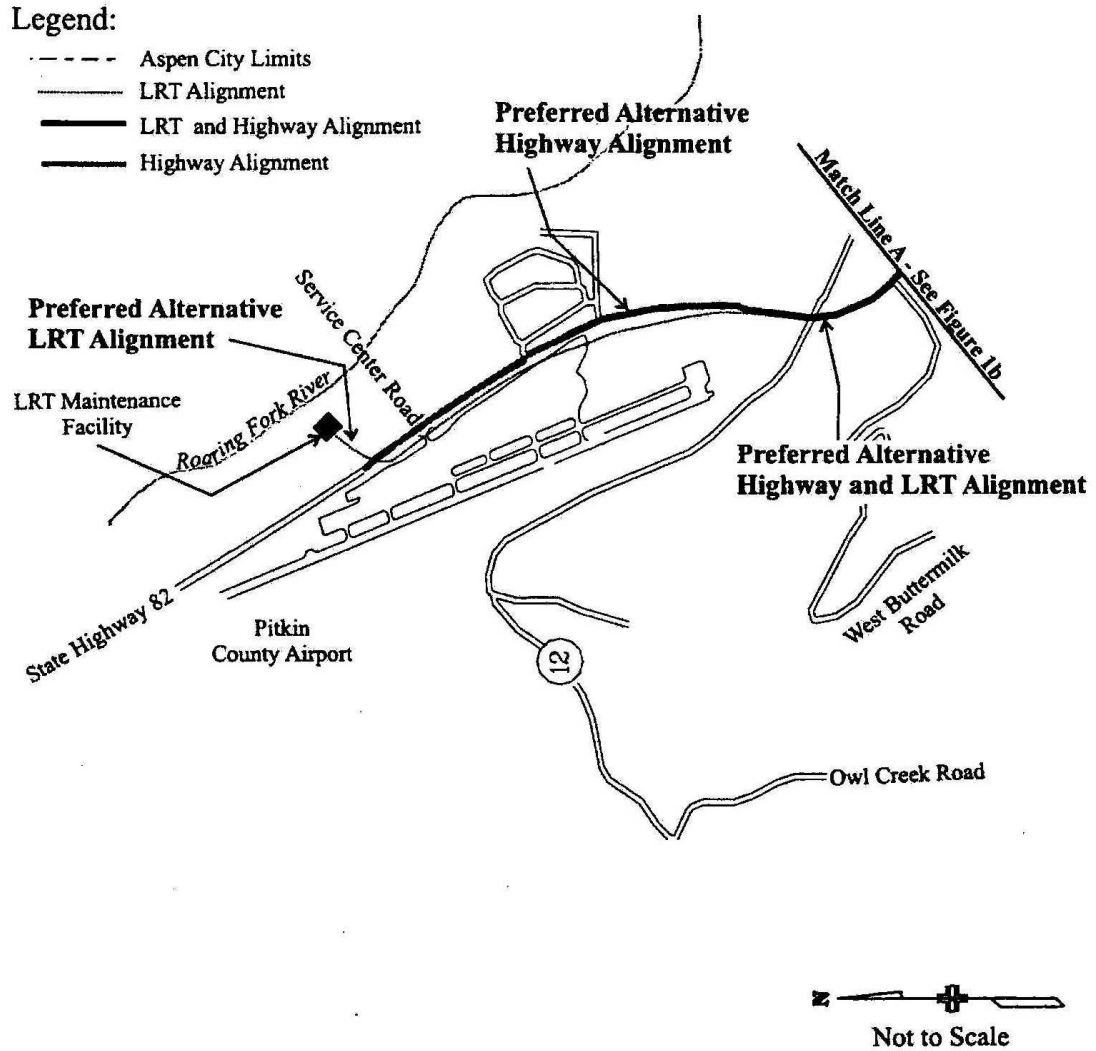 Legend:
Aspen City Limits
LRT Alignment
LRT and Highway Alignment
Highway Alignment
Preferred Alternative
Highway Alignment
Match Line A - See Figure 1b
Service Center Road
Preferred Alternative
LRT Alignment
LRT Maintenance
Facility
Roaring Fork River
Preferred Alternative
Highway and LRT Alignment
State Highway 82
Pitkin
County Airport
West Buttermilk
Road
12
Owl Creek Road
N
Not to Scale